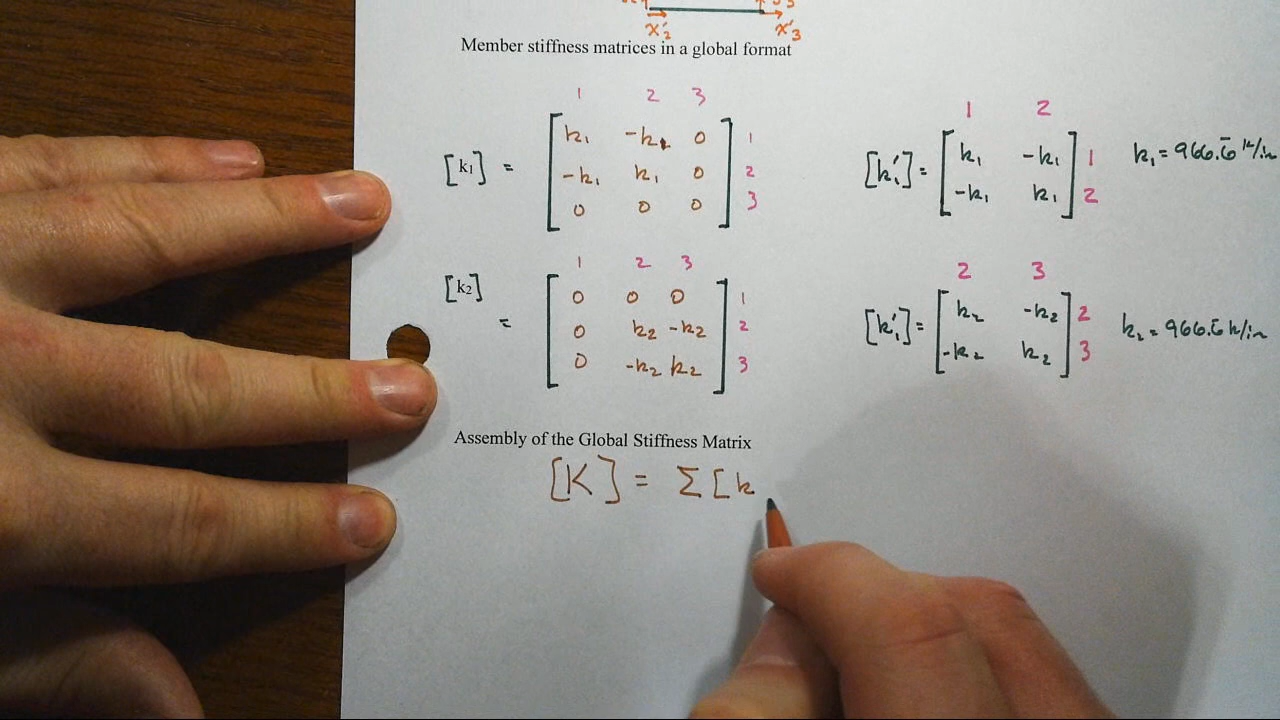 x'2 x'3
Member stiffness matrices in a global format
1 2 3
k1 -k1 0 1
[k1] = -k1 k1 0 2
0 0 0 3
1 2
[k'1] = k1 -k1 1 k1 = 966.6̅ k/in
-k1 k1 2
1 2 3
[k2] 0 0 0 1
= 0 k2 -k2 2
0 -k2 k2 3
2 3
[k'1] = k2 -k2 2 k2 = 966.6̅ k/in
-k2 k2 3
Assembly of the Global Stiffness Matrix
[K] = Σ [k